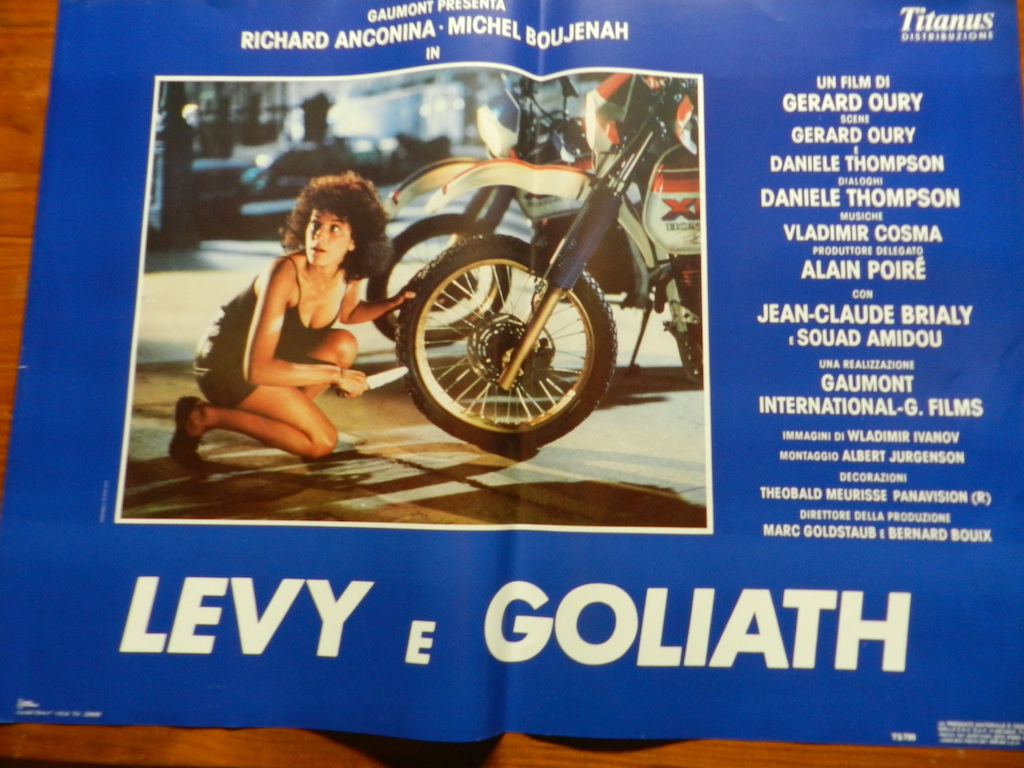 GAUMONT PRESENTA
RICHARD ANCONINA · MICHEL BOUJENAH
IN
Titanus
DISTRIBUZIONE
UN FILM DI
GERARD OURY
SCENE
GERARD OURY
E
DANIELE THOMPSON
DIALOGHI
DANIELE THOMPSON
MUSICHE
VLADIMIR COSMA
PRODUTTORE DELEGATO
ALAIN POIRÉ
CON
JEAN-CLAUDE BRIALY
E SOUAD AMIDOU
UNA REALIZZAZIONE
GAUMONT
INTERNATIONAL-G. FILMS
IMMAGINI DI WLADIMIR IVANOV
MONTAGGIO ALBERT JURGENSON
DECORAZIONI
THEOBALD MEURISSE PANAVISION (R)
DIRETTORE DELLA PRODUZIONE
MARC GOLDSTAUB E BERNARD BOUIX
LEVY E GOLIATH